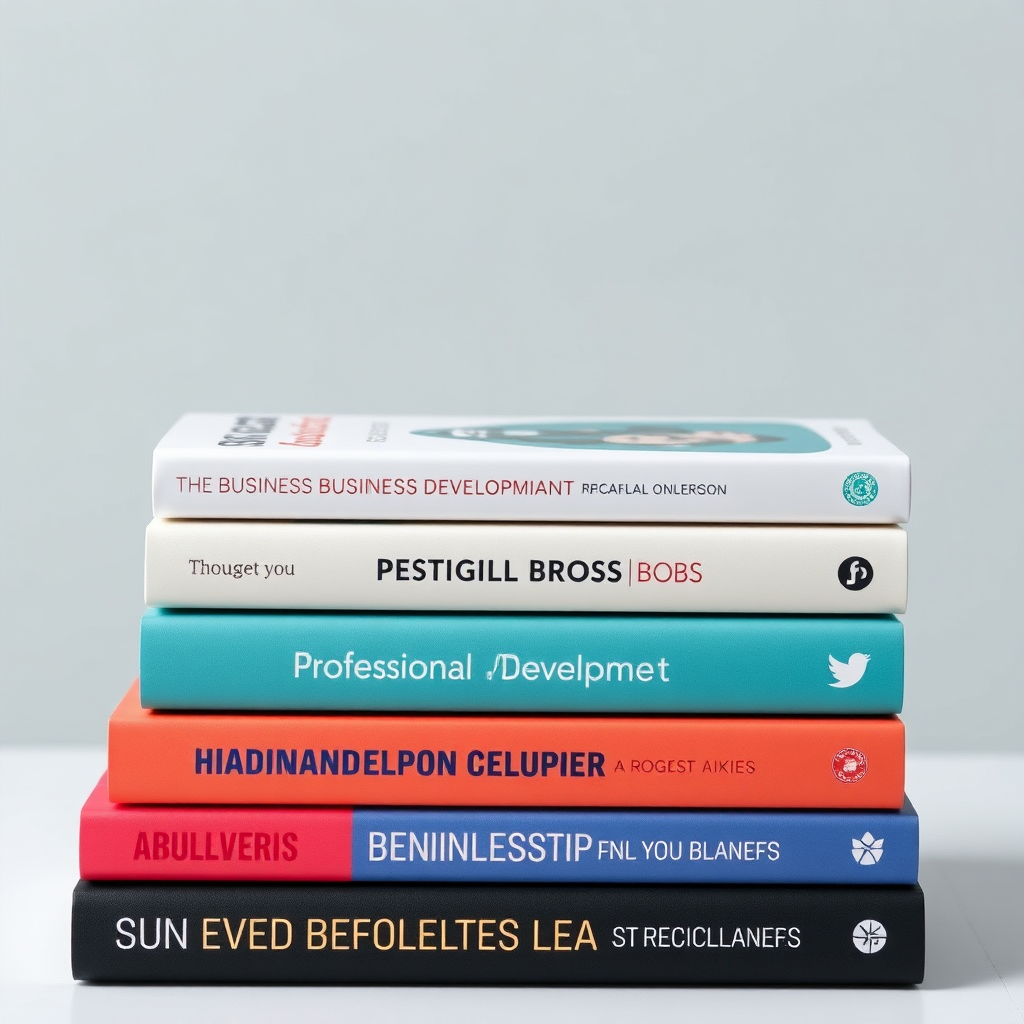 THE BUSINESS BUSINESS DEVELOPMIANT RFCAFLAL ONLERSON
Thouget you PESTIGILL BROSS | BOBS
Professional Develpmet
HIADINANDELPON CELUPIER A ROGEST AIKIES
ABULLVERIS BENIINLESSTIP FNL YOU BLANEFS
SUN EVED BEFOLELTES LEA ST RECICLLANEFS